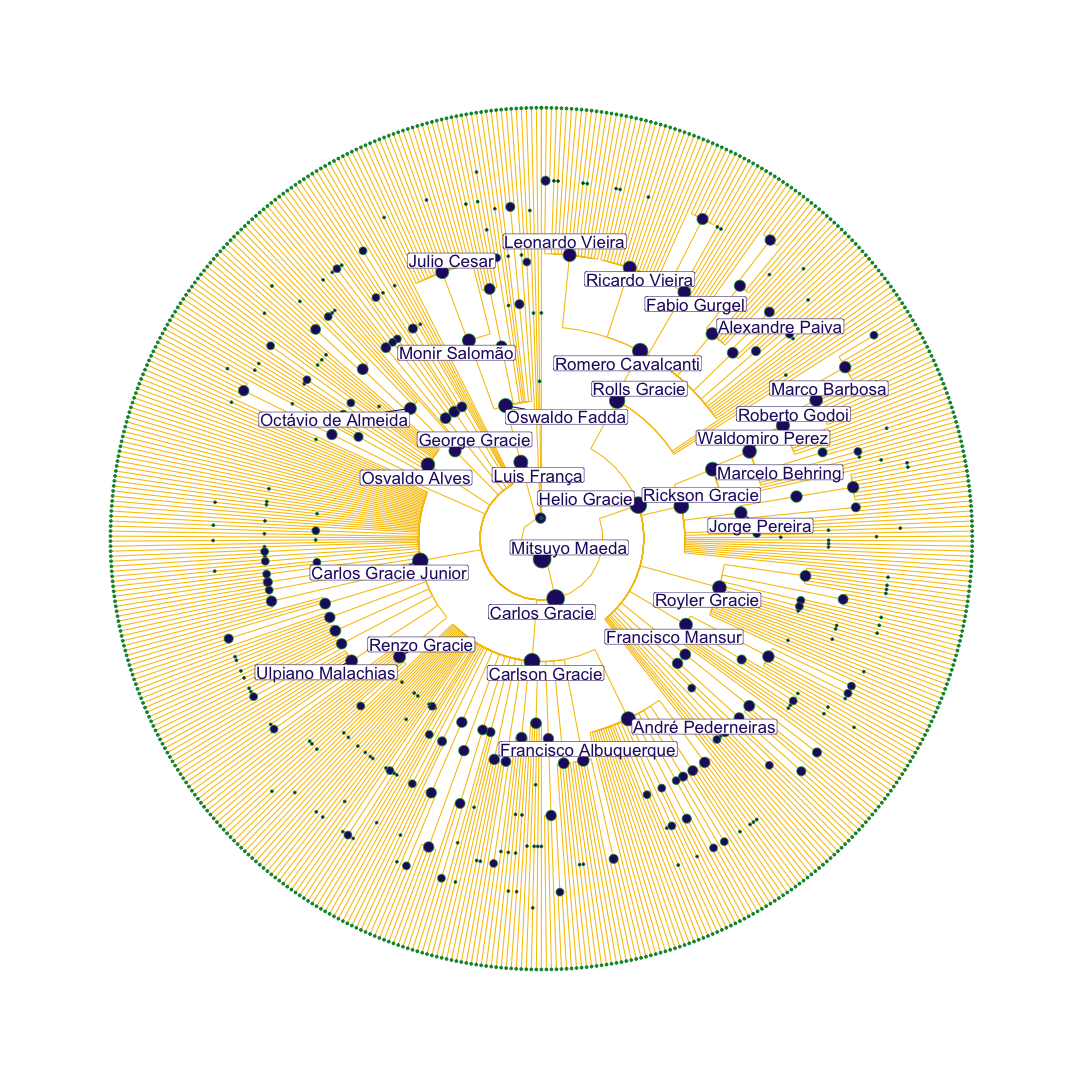 Leonardo Vieira
Julio Cesar
Ricardo Vieira
Fabio Gurgel
Alexandre Paiva
Monir Salomão
Romero Cavalcanti
Rolls Gracie
Marco Barbosa
Roberto Godoi
Octávio de Almeida
Oswaldo Fadda
George Gracie
Waldomiro Perez
Osvaldo Alves
Luis França
Marcelo Behring
Helio Gracie
Rickson Gracie
Jorge Pereira
Mitsuyo Maeda
Carlos Gracie Junior
Royler Gracie
Carlos Gracie
Francisco Mansur
Renzo Gracie
Ulpiano Malachias
Carlson Gracie
André Pederneiras
Francisco Albuquerque